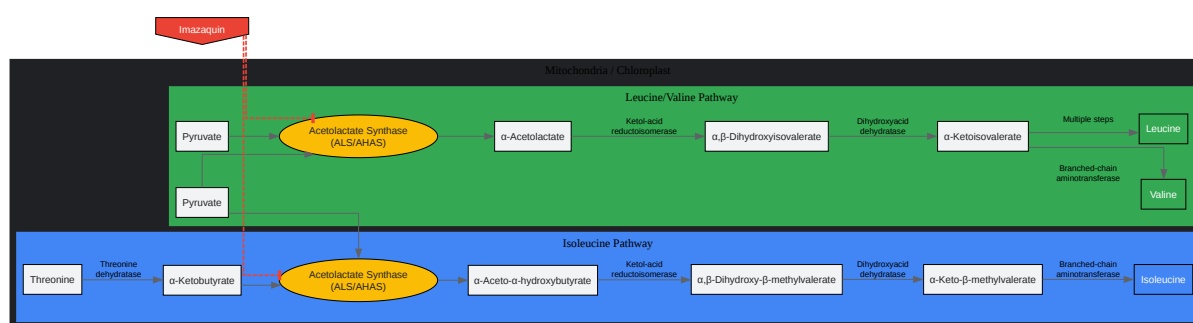 Imazaquin
Mitochondria / Chloroplast
Leucine/Valine Pathway
Pyruvate
Acetolactate Synthase
(ALS/AHAS)
α-Acetolactate
Ketol-acid
reductoisomerase
α,β-Dihydroxyisovalerate
Dihydroxyacid
dehydratase
α-Ketoisovalerate
Multiple steps
Leucine
Branched-chain
aminotransferase
Valine
Pyruvate
Isoleucine Pathway
Threonine
Threonine
dehydratase
α-Ketobutyrate
Acetolactate Synthase
(ALS/AHAS)
α-Aceto-α-hydroxybutyrate
Ketol-acid
reductoisomerase
α,β-Dihydroxy-β-methylvalerate
Dihydroxyacid
dehydratase
α-Keto-β-methylvalerate
Branched-chain
aminotransferase
Isoleucine